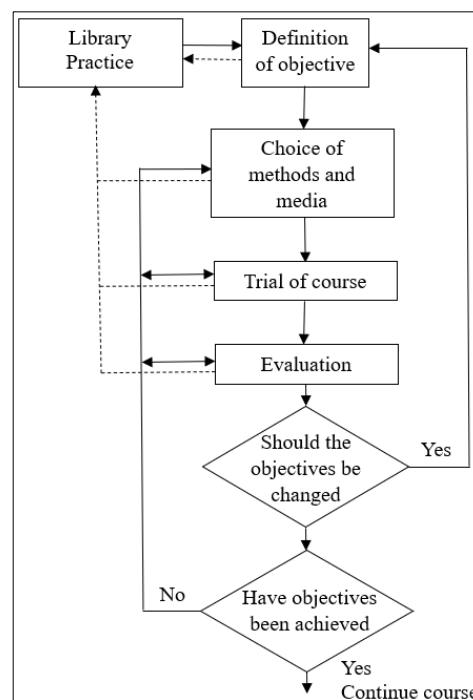 Library
Practice
Definition
of objective
Choice of
methods and
media
Trial of course
Evaluation
Should the
objectives be
changed
Yes
No
Have objectives
been achieved
Yes
Continue course